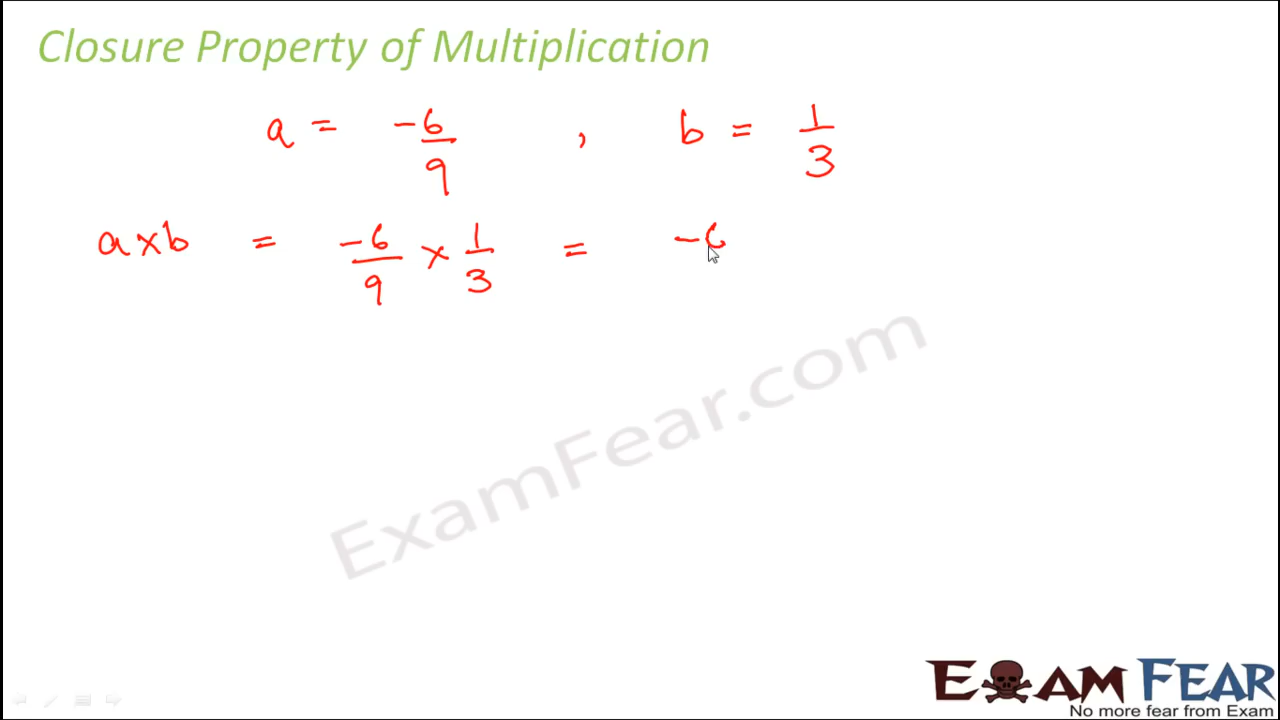 Closure Property of Multiplication
a = -6/9 , b = 1/3
a×b = -6/9 × 1/3 = -6
ExamFear.com
EXAM FEAR
No more fear from Exam